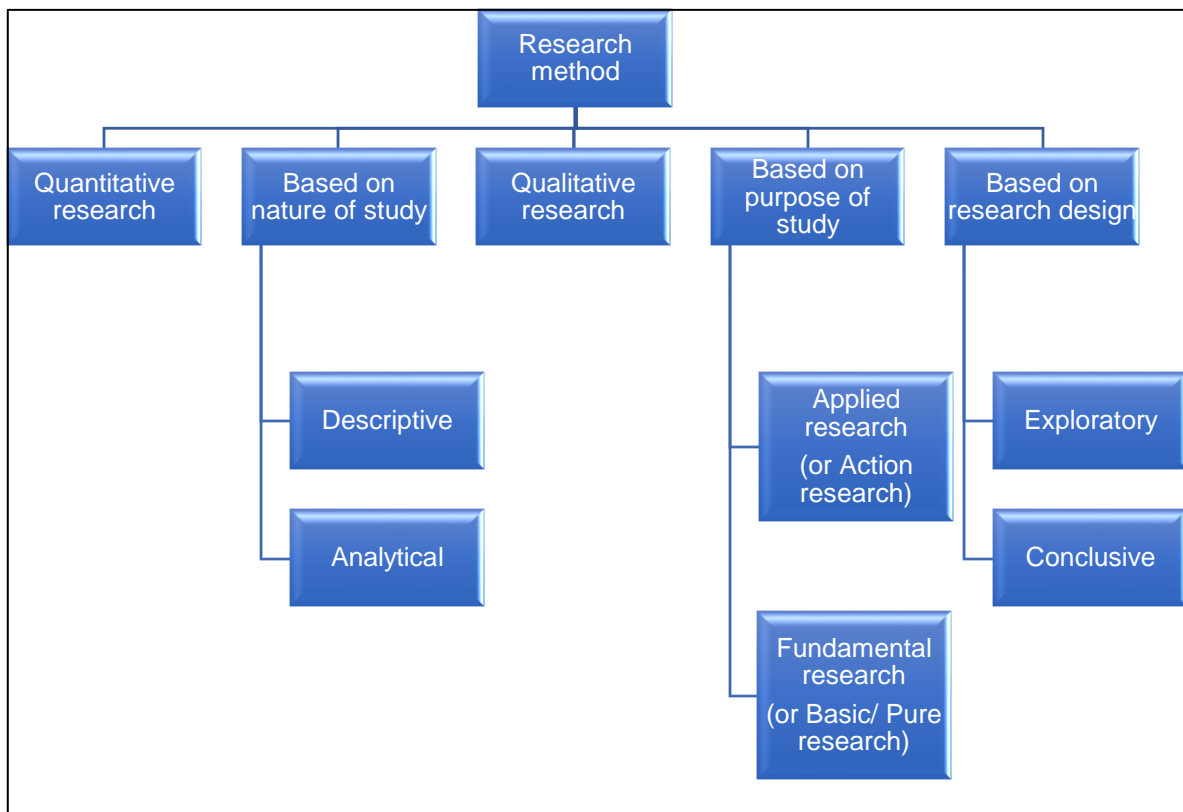 Research
method
Quantitative
research
Based on
nature of study
Qualitative
research
Based on
purpose of
study
Based on
research design
Descriptive
Analytical
Applied
research
(or Action
research)
Fundamental
research
(or Basic/ Pure
research)
Exploratory
Conclusive